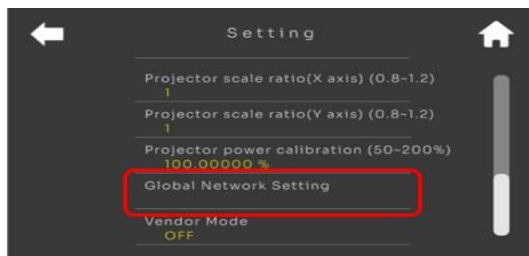 Setting
Projector scale ratio(X axis) (0.8~1.2)
1
Projector scale ratio(Y axis) (0.8~1.2)
1
Projector power calibration (50~200%)
100.00000 %
Global Network Setting
Vendor Mode
OFF